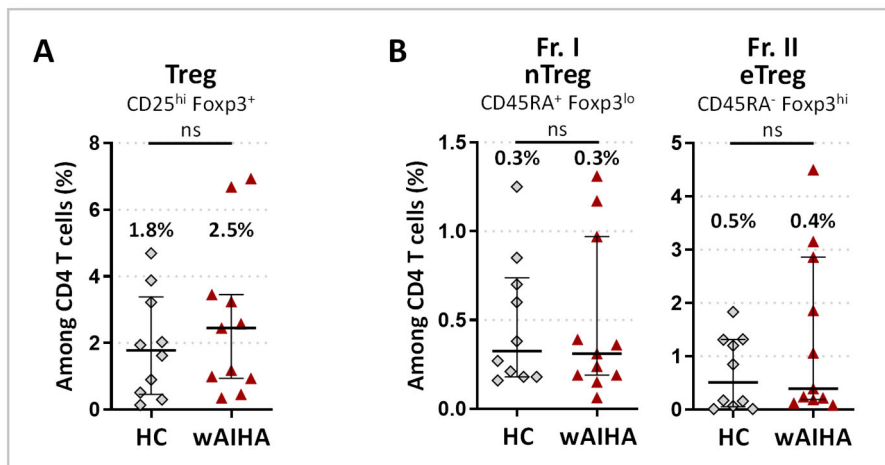 A
Treg
CD25hi Foxp3+
ns
Among CD4 T cells (%)
8
6
4
2
0
1.8%
2.5%
HC
wAIHA
B
Fr. I
nTreg
CD45RA+ Foxp3lo
ns
Among CD4 T cells (%)
1.5
1.0
0.5
0.0
0.3%
0.3%
HC
wAIHA
Fr. II
eTreg
CD45RA- Foxp3hi
ns
5
4
3
2
1
0
0.5%
0.4%
HC
wAIHA